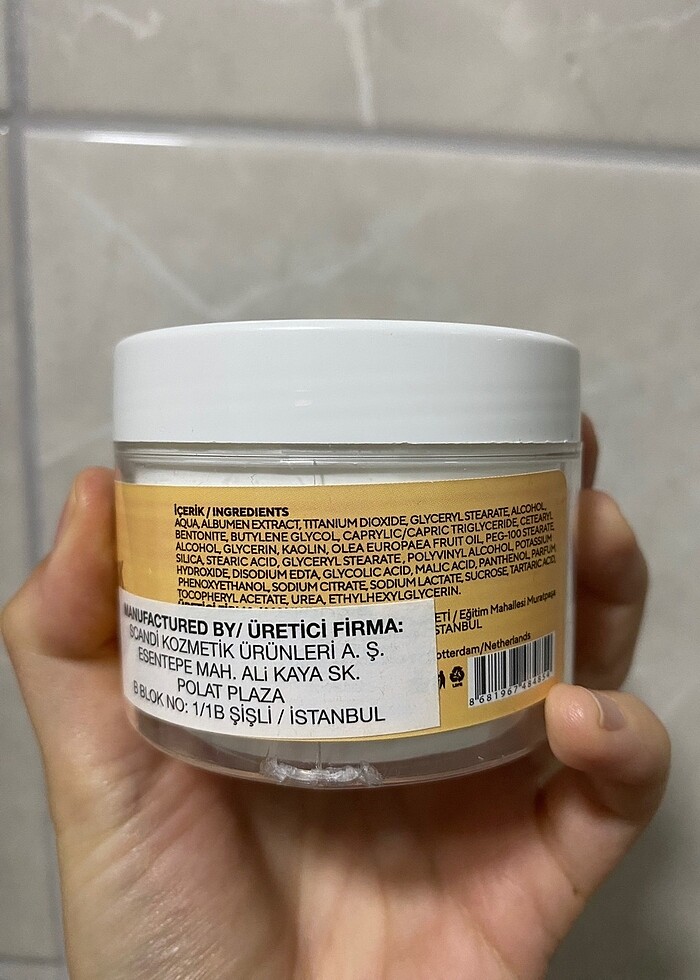 İÇERİK / INGREDIENTS
AQUA, ALBUMEN EXTRACT, TITANIUM DIOXIDE, GLYCERYL STEARATE, ALCOHOL,
BENTONITE, BUTYLENE GLYCOL, CAPRYLIC/CAPRIC TRIGLYCERIDE, CETEARYL
ALCOHOL, GLYCERIN, KAOLIN, OLEA EUROPAEA FRUIT OIL, PEG-100 STEARATE,
SILICA, STEARIC ACID, GLYCERYL STEARATE, POLYVINYL ALCOHOL, POTASSIUM
HYDROXIDE, DISODIUM EDTA, GLYCOLIC ACID, MALIC ACID, PANTHENOL, PARFUM,
PHENOXYETHANOL, SODIUM CITRATE, SODIUM LACTATE, SUCROSE, TARTARIC ACID,
TOCOPHERYL ACETATE, UREA, ETHYLHEXYLGLYCERIN.
ETİ / Eğitim Mahallesi Muratpaşa
STANBUL
otterdam/Netherlands
MANUFACTURED BY/ ÜRETİCİ FİRMA:
SCANDİ KOZMETİK ÜRÜNLERİ A. Ş.
ESENTEPE MAH. ALi KAYA SK.
POLAT PLAZA
B BLOK NO: 1/1B ŞİŞLİ / İSTANBUL
8 681967 484854